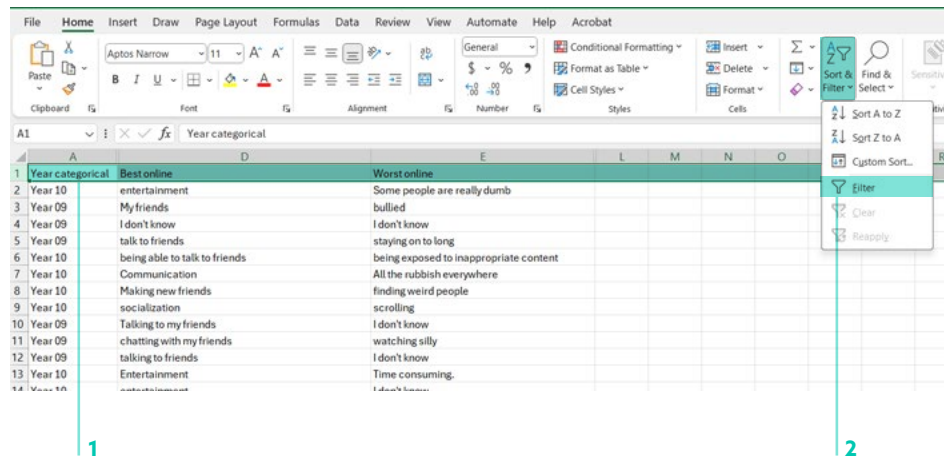 File Home Insert Draw Page Layout Formulas Data Review View Automate Help Acrobat
Aptos Narrow 11 A^ A˅ General Conditional Formatting Insert Σ
Paste B I U A $ % 9 Format as Table Delete Sort & Filter Find & Select
Cell Styles Format
Clipboard Font Alignment Number Styles Cells
Sort A to Z
Sort Z to A
Custom Sort...
Filter
Clear
Reapply
A1 fx Year categorical
A D E L M N O
1 Year categorical Best online Worst online
2 Year 10 entertainment Some people are really dumb
3 Year 09 My friends bullied
4 Year 09 I don't know I don't know
5 Year 09 talk to friends staying on to long
6 Year 10 being able to talk to friends being exposed to inappropriate content
7 Year 10 Communication All the rubbish everywhere
8 Year 10 Making new friends finding weird people
9 Year 10 socialization scrolling
10 Year 09 Talking to my friends I don't know
11 Year 09 chatting with my friends watching silly
12 Year 09 talking to friends I don't know
13 Year 10 Entertainment Time consuming.
14 Year 10 entertainment I don't know
1 2